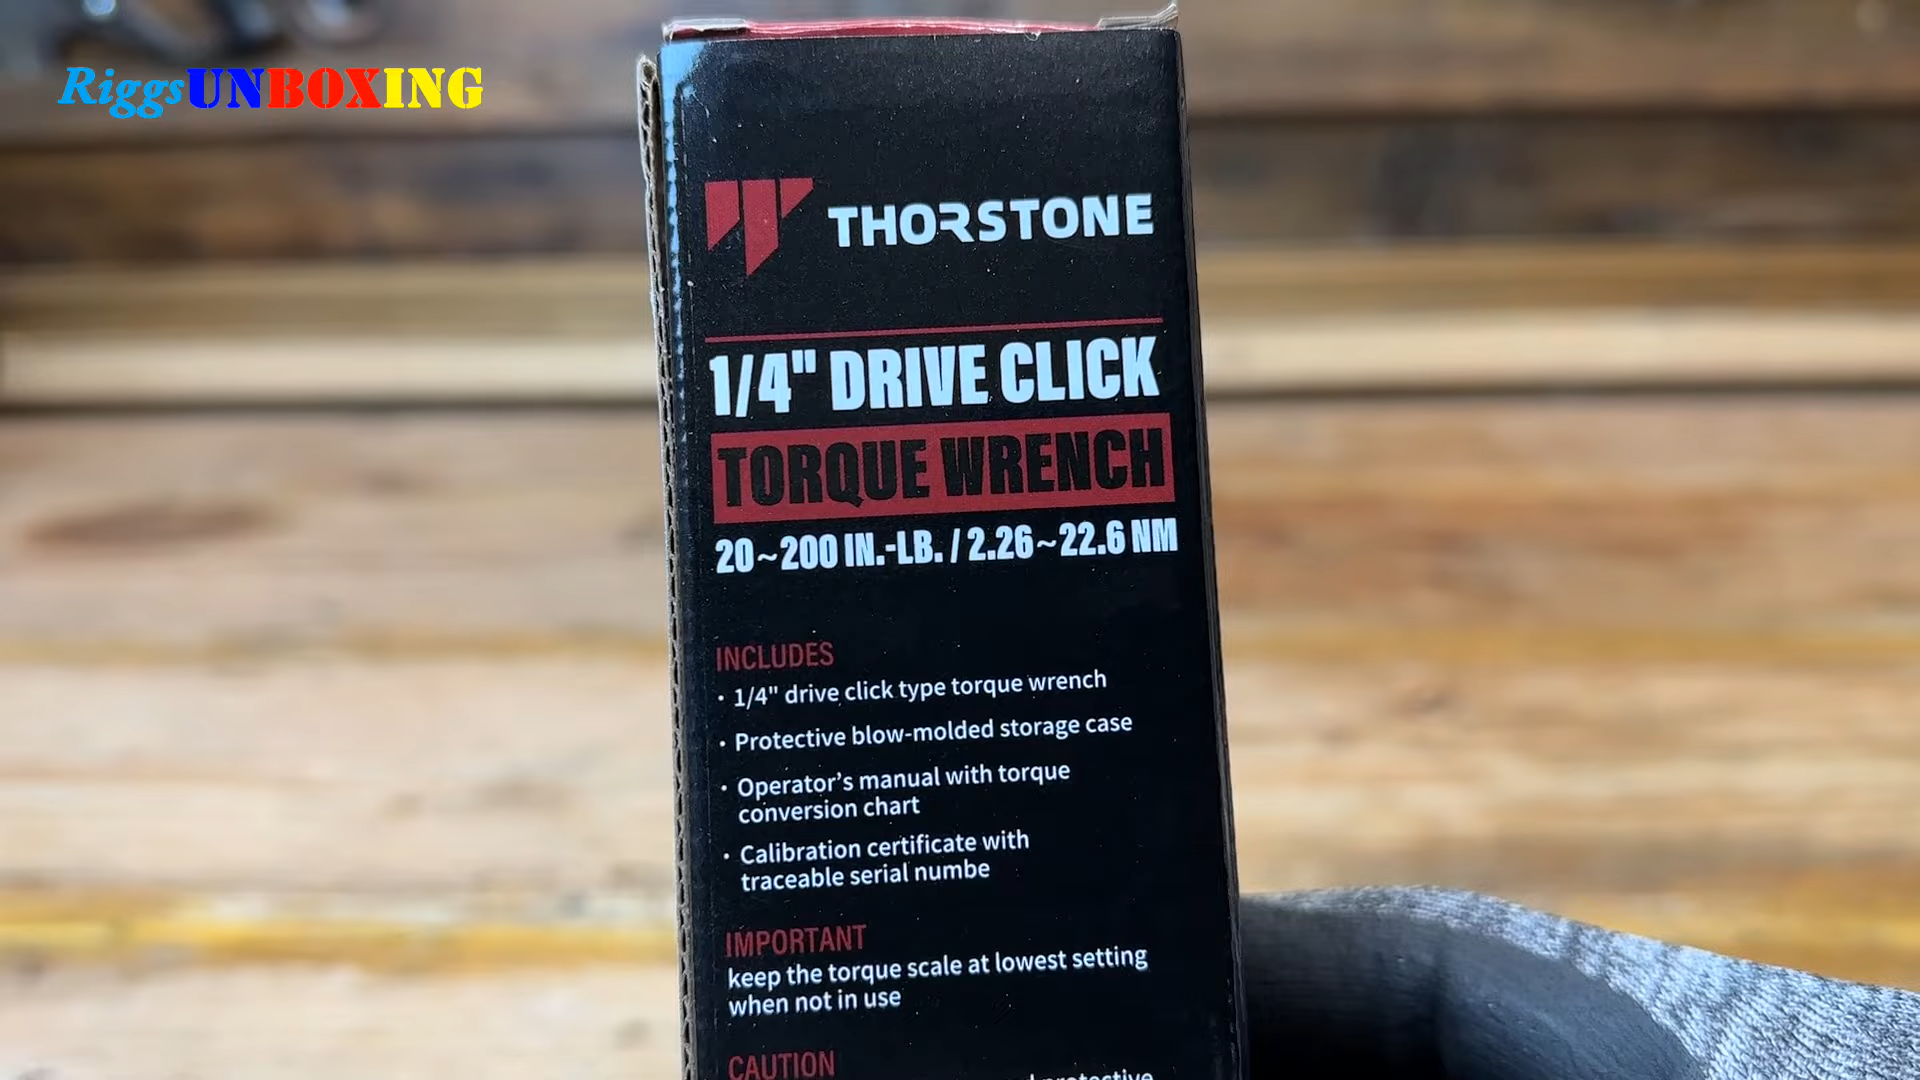 RiggsUNBOXING
THORSTONE
1/4" DRIVE CLICK
TORQUE WRENCH
20~200 IN.-LB. / 2.26~22.6 NM
INCLUDES
· 1/4" drive click type torque wrench
· Protective blow-molded storage case
· Operator's manual with torque
conversion chart
· Calibration certificate with
traceable serial numbe
IMPORTANT
keep the torque scale at lowest setting
when not in use
CAUTION
protective